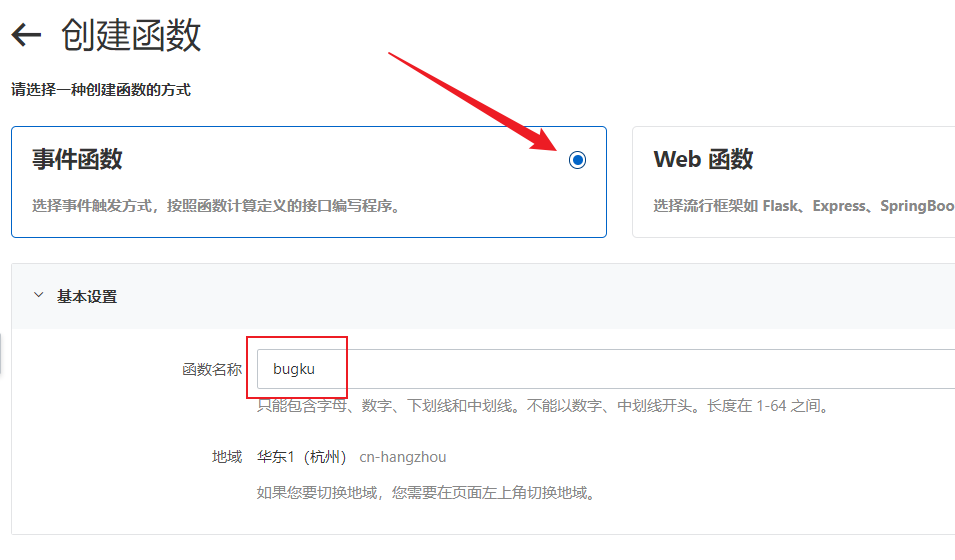 创建函数
请选择一种创建函数的方式
事件函数
选择事件触发方式，按照函数计算定义的接口编写程序。
Web 函数
选择流行框架如 Flask、Express、SpringBoo
基本设置
函数名称 bugku
只能包含字母、数字、下划线和中划线。不能以数字、中划线开头。长度在 1-64 之间。
地域 华东1（杭州） cn-hangzhou
如果您要切换地域，您需要在页面左上角切换地域。